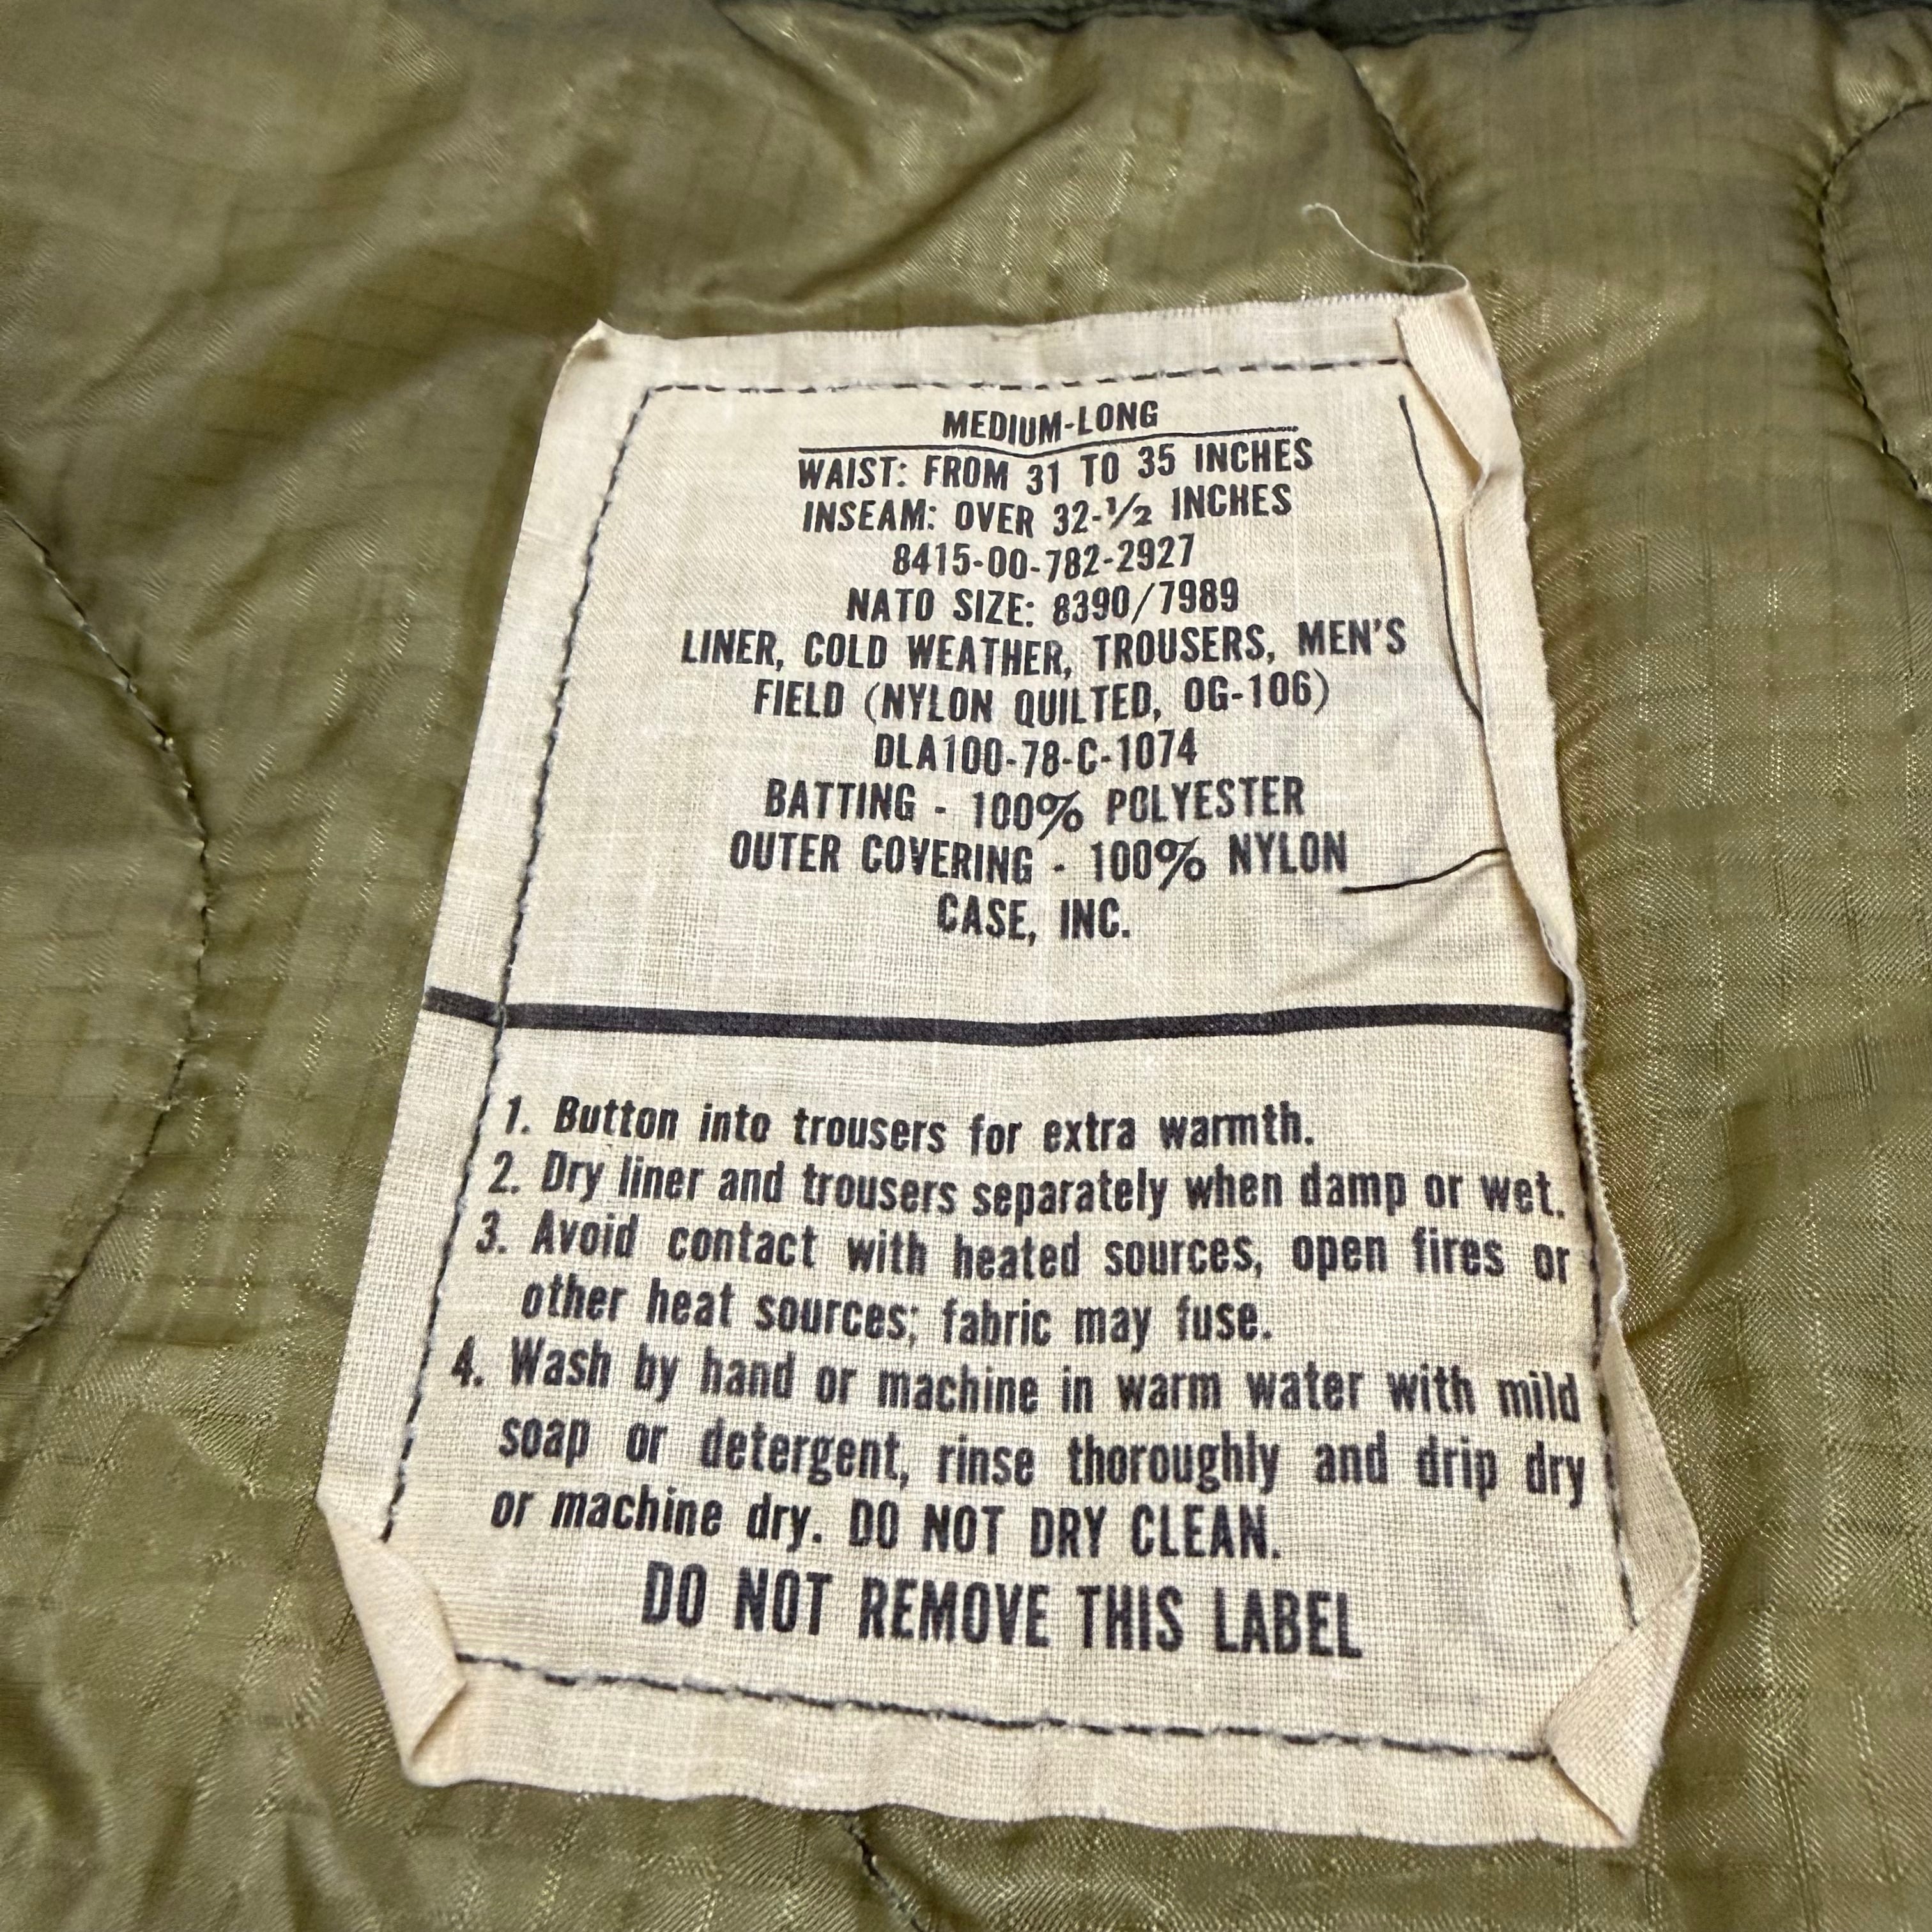 MEDIUM-LONG
WAIST: FROM 31 TO 35 INCHES
INSEAM: OVER 32-½ INCHES
8415-00-782-2927
NATO SIZE: 8390/7989
LINER, COLD WEATHER, TROUSERS, MEN'S
FIELD (NYLON QUILTED, OG-106)
DLA100-78-C-1074
BATTING - 100% POLYESTER
OUTER COVERING - 100% NYLON
CASE, INC.
1. Button into trousers for extra warmth.
2. Dry liner and trousers separately when damp or wet.
3. Avoid contact with heated sources, open fires or
other heat sources; fabric may fuse.
4. Wash by hand or machine in warm water with mild
soap or detergent, rinse thoroughly and drip dry
or machine dry. DO NOT DRY CLEAN.
DO NOT REMOVE THIS LABEL